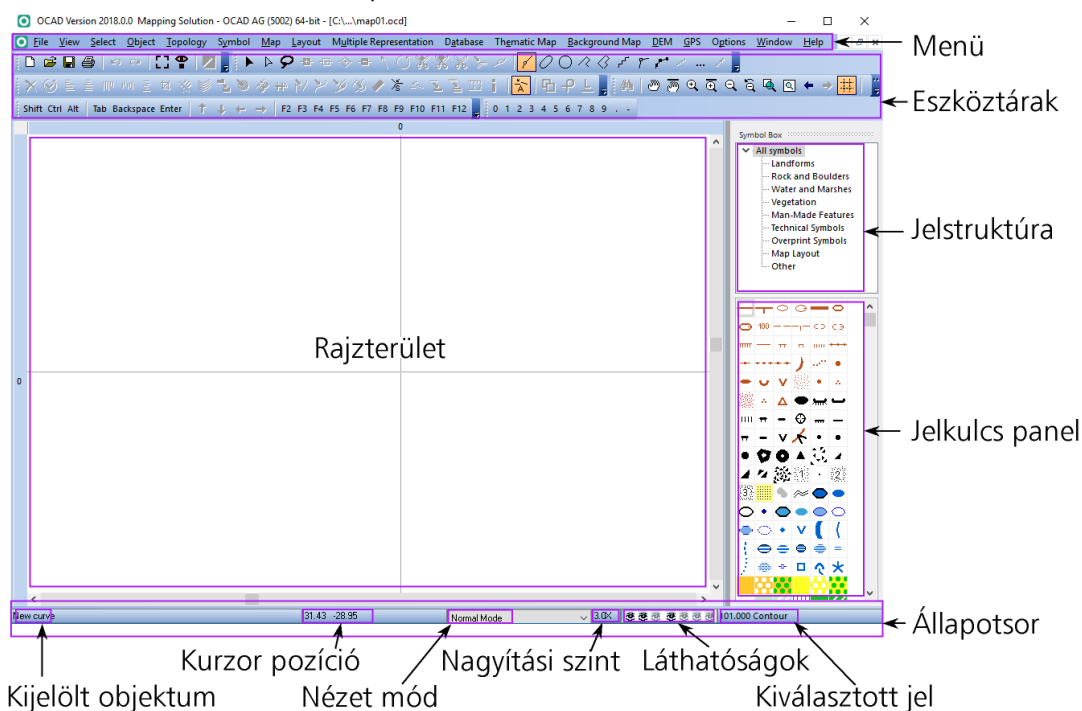 OCAD Version 2018.0.0 Mapping Solution - OCAD AG (5002) 64-bit - [C:\...\map01.ocd]
File View Select Object Topology Symbol Map Layout Multiple Representation Database Thematic Map Background Map DEM GPS Options Window Help
Menü
Eszköztárak
Shift Ctrl Alt Tab Backspace Enter F2 F3 F4 F5 F6 F7 F8 F9 F10 F11 F12 0 1 2 3 4 5 6 7 8 9 . -
0
Symbol Box
All symbols
Landforms
Rock and Boulders
Water and Marshes
Vegetation
Man-Made Features
Technical Symbols
Overprint Symbols
Map Layout
Other
Jelstruktúra
100
Rajzterület
0
Jelkulcs panel
1 2
3
New curve 31.43 -28.95 Normal Mode 3.0X 101.000 Contour
Állapotsor
Kurzor pozíció Nagyítási szint Láthatóságok
Kijelölt objektum Nézet mód Kiválasztott jel